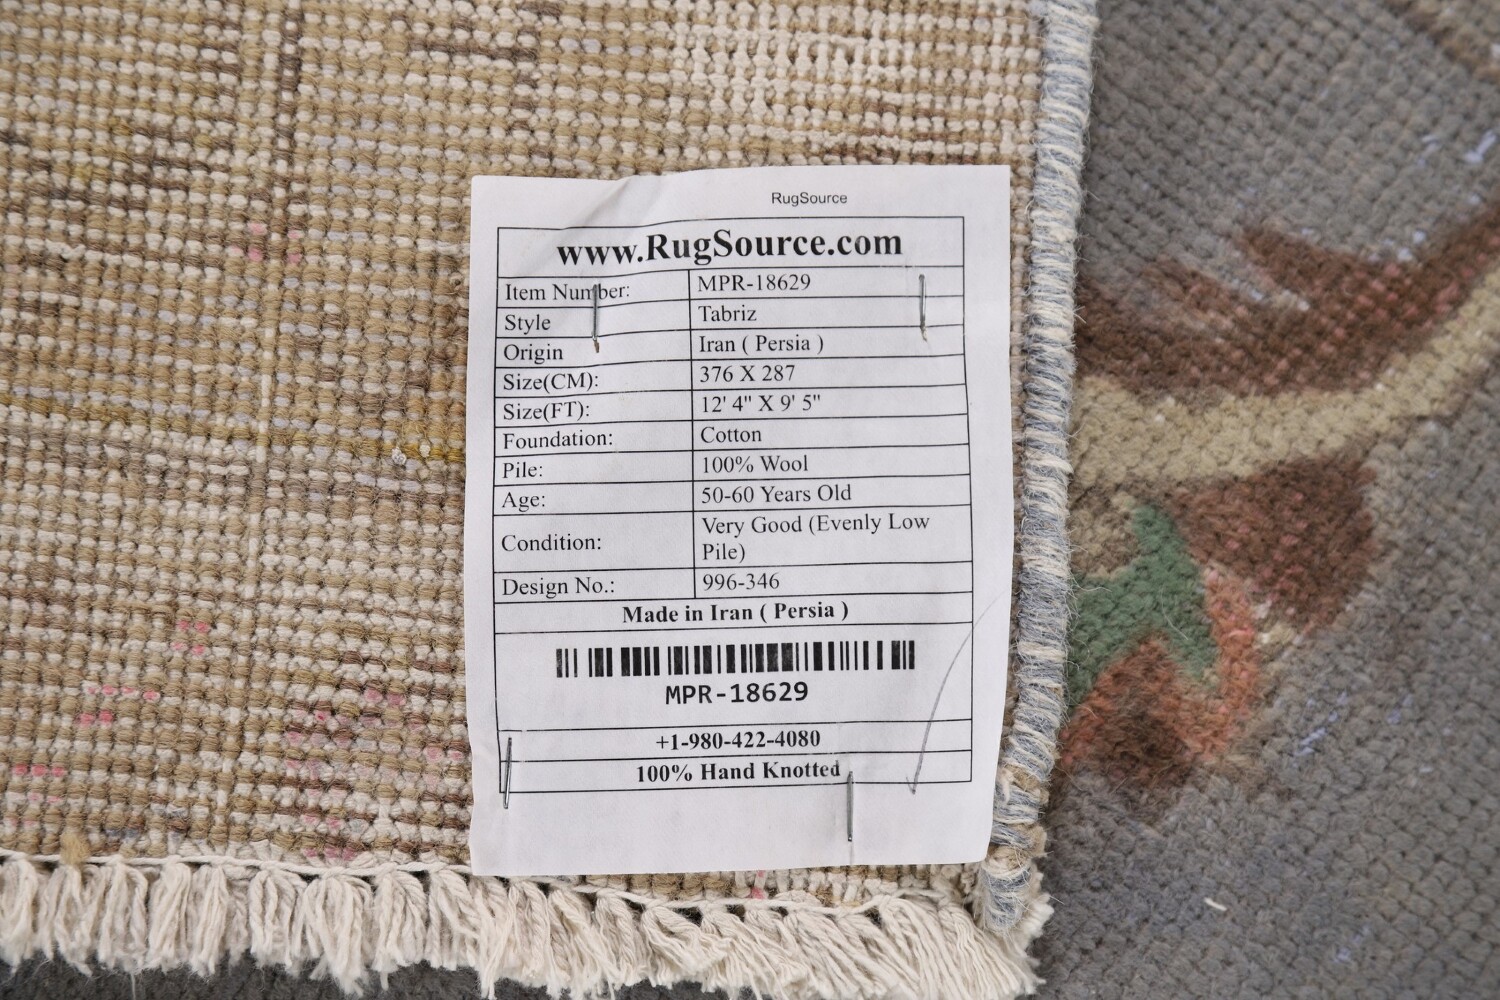 RugSource
www.RugSource.com
Item Number: MPR-18629
Style Tabriz
Origin Iran ( Persia )
Size(CM): 376 X 287
Size(FT): 12' 4" X 9' 5"
Foundation: Cotton
Pile: 100% Wool
Age: 50-60 Years Old
Condition: Very Good (Evenly Low
Pile)
Design No.: 996-346
Made in Iran ( Persia )
MPR-18629
+1-980-422-4080
100% Hand Knotted